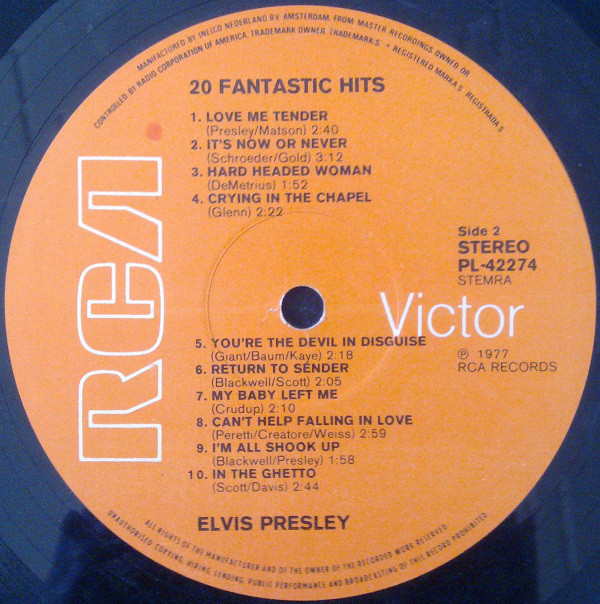 MANUFACTURED BY INELCO NEDERLAND BV AMSTERDAM, FROM MASTER RECORDINGS OWNED OR
CONTROLLED BY RADIO CORPORATION OF AMERICA. TRADEMARK OWNER. TRADEMARKS ® REGISTERED MARKAS REGISTRADAS
20 FANTASTIC HITS
1. LOVE ME TENDER
(Presley/Matson) 2:40
2. IT'S NOW OR NEVER
(Schroeder/Gold) 3:12
3. HARD HEADED WOMAN
(DeMetrius) 1:52
4. CRYING IN THE CHAPEL
(Glenn) 2:22
Side 2
STEREO
PL-42274
STEMRA
RCA
Victor
5. YOU'RE THE DEVIL IN DISGUISE
(Giant/Baum/Kaye) 2:18
6. RETURN TO SÉNDER
(Blackwell/Scott) 2:05
7. MY BABY LEFT ME
(Crudup) 2:10
8. CAN'T HELP FALLING IN LOVE
(Peretti/Creatore/Weiss) 2:59
9. I'M ALL SHOOK UP
(Blackwell/Presley) 1:58
10. IN THE GHETTO
(Scott/Davis) 2:44
℗ 1977
RCA RECORDS
ELVIS PRESLEY
ALL RIGHTS OF THE MANUFACTURER AND OF THE OWNER OF THE RECORDED WORK RESERVED.
UNAUTHORISED COPYING, HIRING, SENDING, PUBLIC PERFORMANCE AND BROADCASTING OF THIS RECORD PROHIBITED